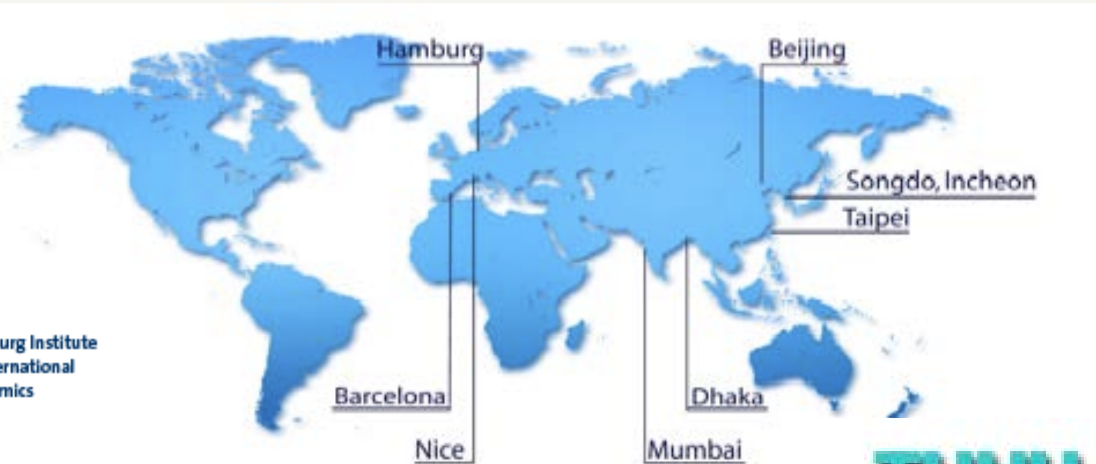 Hamburg
Beijing
Songdo, Incheon
Taipei
urg Institute
ernational
mics
Barcelona
Dhaka
Nice
Mumbai